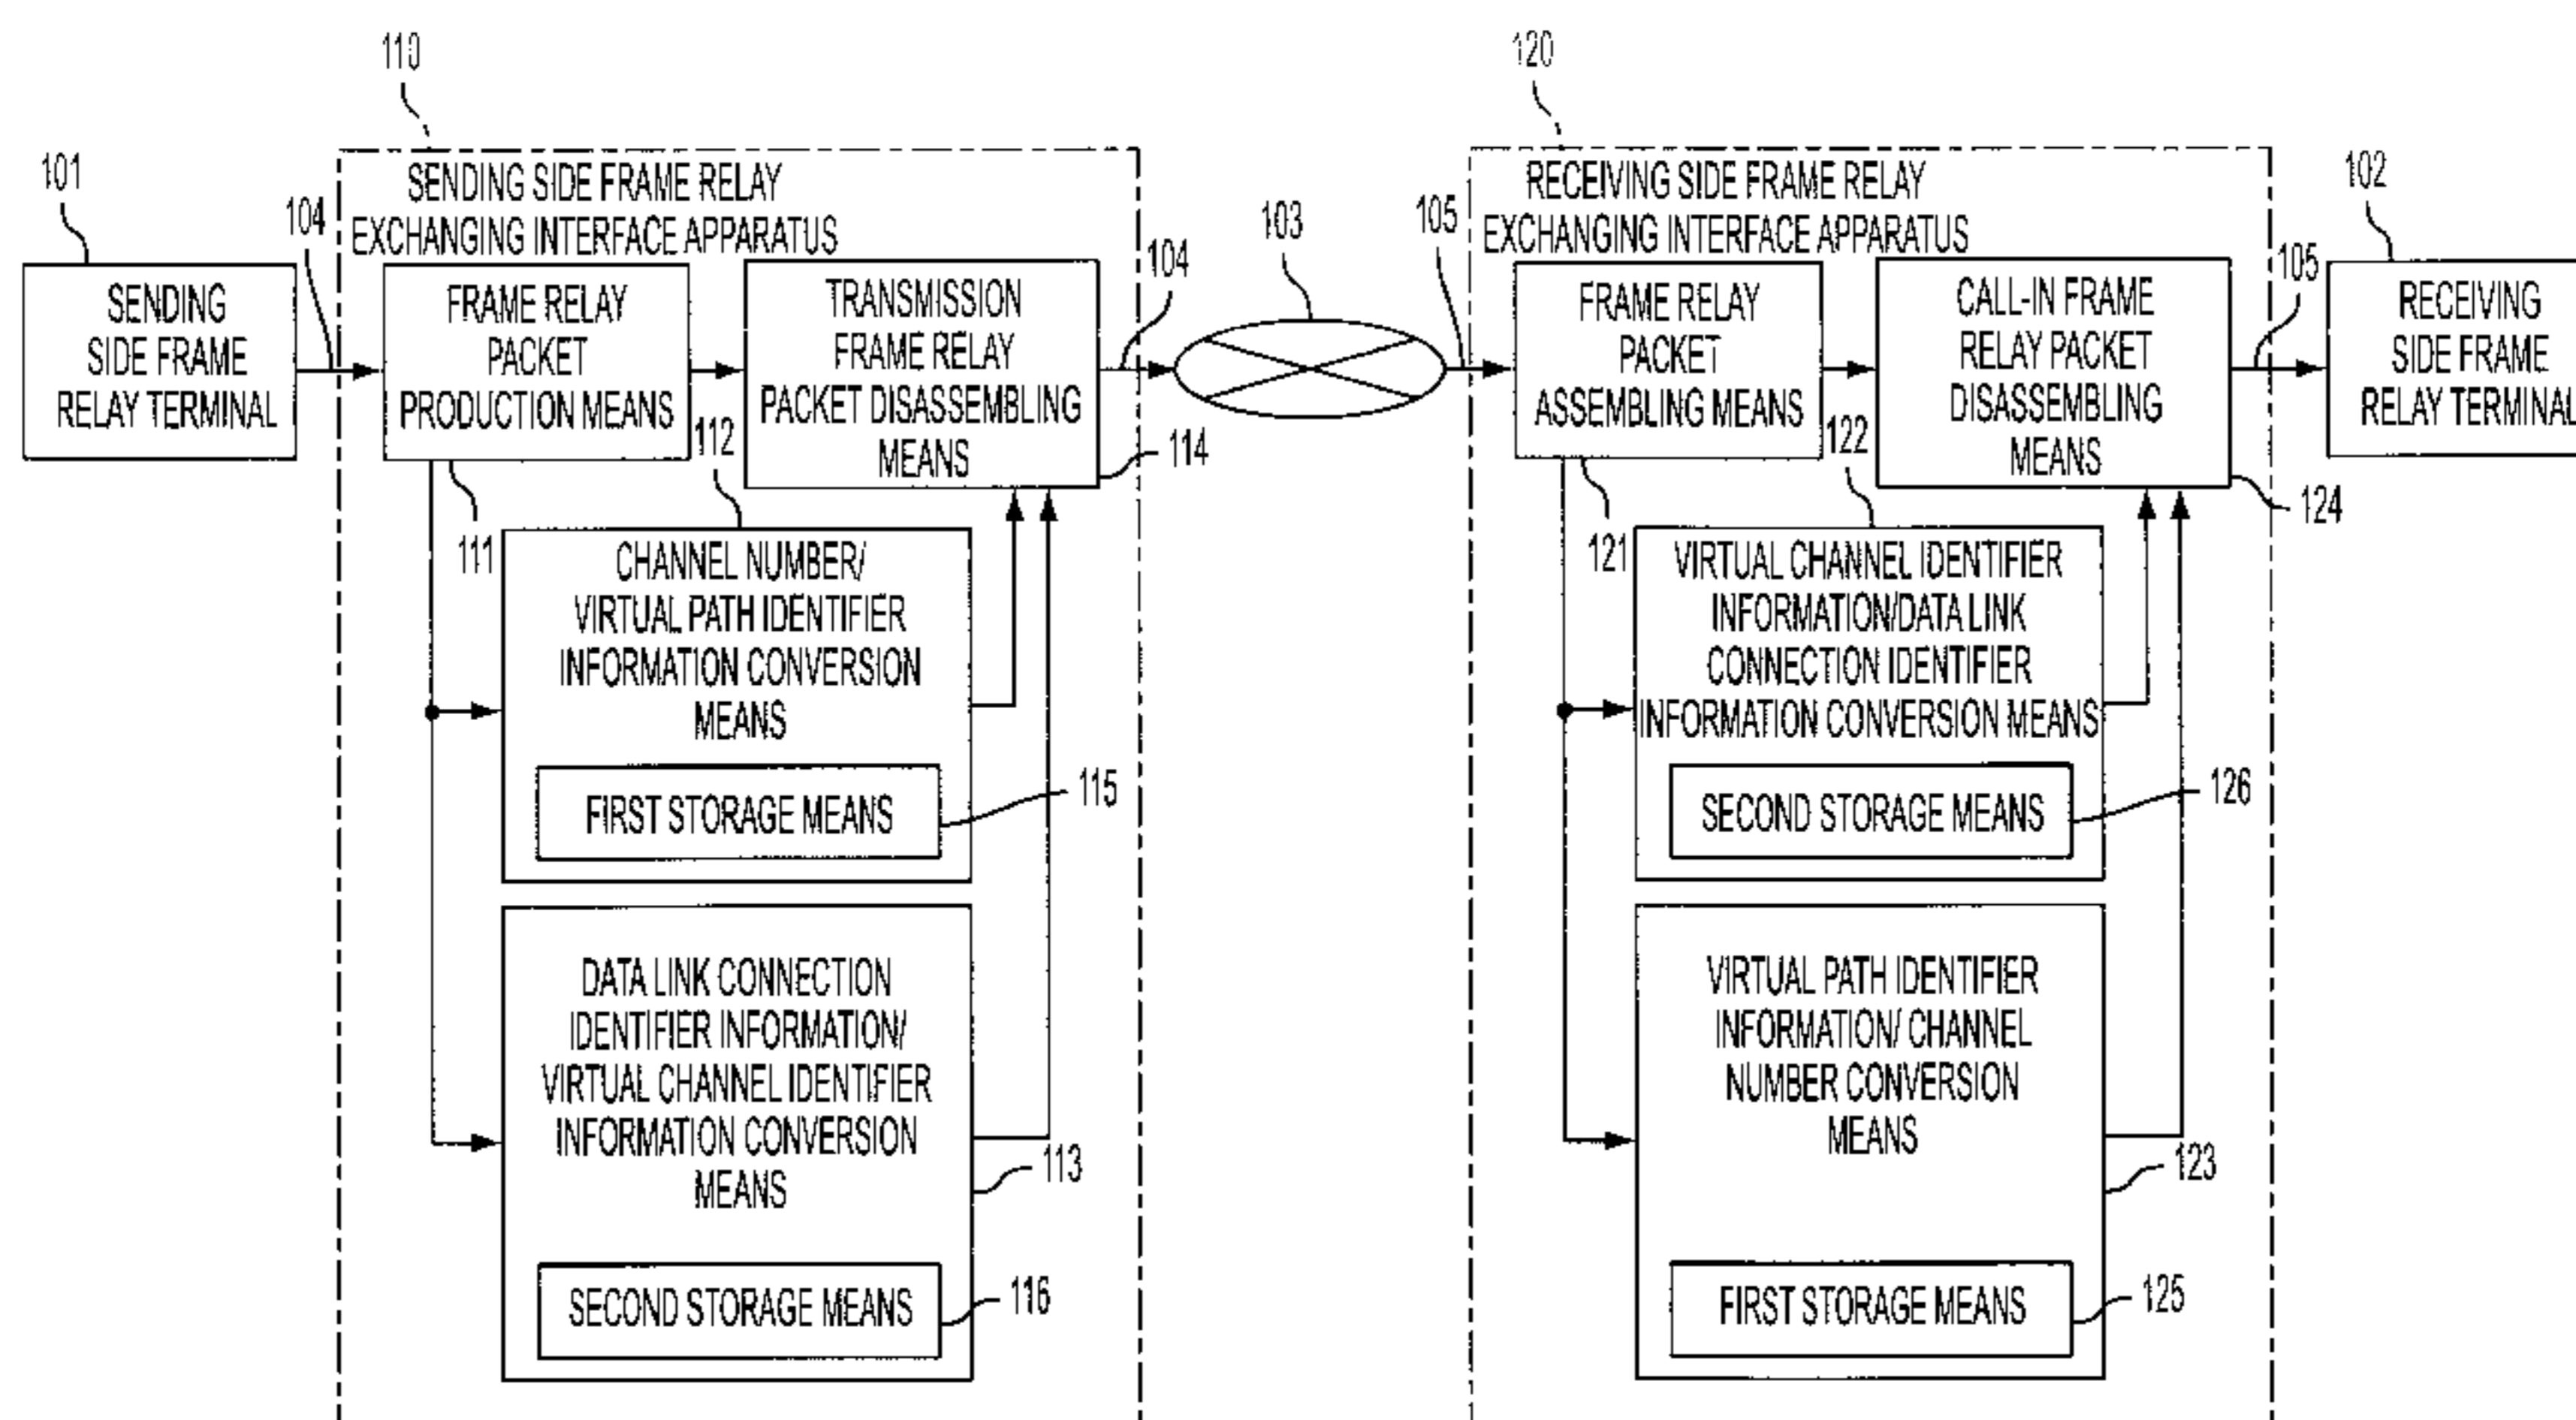 110
120
101
104
SENDING SIDE FRAME RELAY
EXCHANGING INTERFACE APPARATUS
104
103
105
RECEIVING SIDE FRAME RELAY
EXCHANGING INTERFACE APPARATUS
105
102
SENDING
SIDE FRAME
RELAY TERMINAL
FRAME RELAY
PACKET
PRODUCTION MEANS
TRANSMISSION
FRAME RELAY
PACKET DISASSEMBLING
MEANS
FRAME RELAY
PACKET
ASSEMBLING MEANS
CALL-IN FRAME
RELAY PACKET
DISASSEMBLING
MEANS
RECEIVING
SIDE FRAME
RELAY TERMINAL
112
114
122
124
111
121
CHANNEL NUMBER/
VIRTUAL PATH IDENTIFIER
INFORMATION CONVERSION
MEANS
FIRST STORAGE MEANS
115
VIRTUAL CHANNEL IDENTIFIER
INFORMATION/DATA LINK
CONNECTION IDENTIFIER
INFORMATION CONVERSION MEANS
SECOND STORAGE MEANS
126
DATA LINK CONNECTION
IDENTIFIER INFORMATION/
VIRTUAL CHANNEL IDENTIFIER
INFORMATION CONVERSION
MEANS
113
SECOND STORAGE MEANS
116
VIRTUAL PATH IDENTIFIER
INFORMATION/ CHANNEL
NUMBER CONVERSION
MEANS
123
FIRST STORAGE MEANS
125